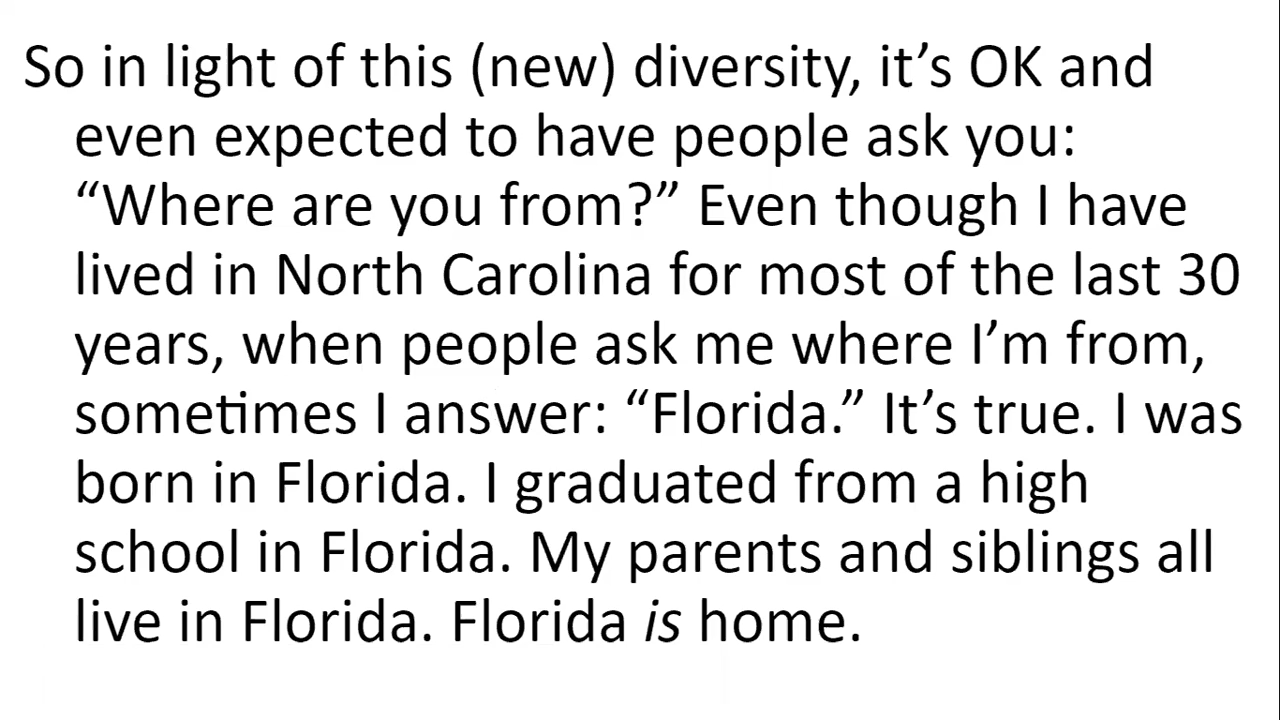 So in light of this (new) diversity, it’s OK and
even expected to have people ask you:
“Where are you from?” Even though I have
lived in North Carolina for most of the last 30
years, when people ask me where I’m from,
sometimes I answer: “Florida.” It’s true. I was
born in Florida. I graduated from a high
school in Florida. My parents and siblings all
live in Florida. Florida is home.